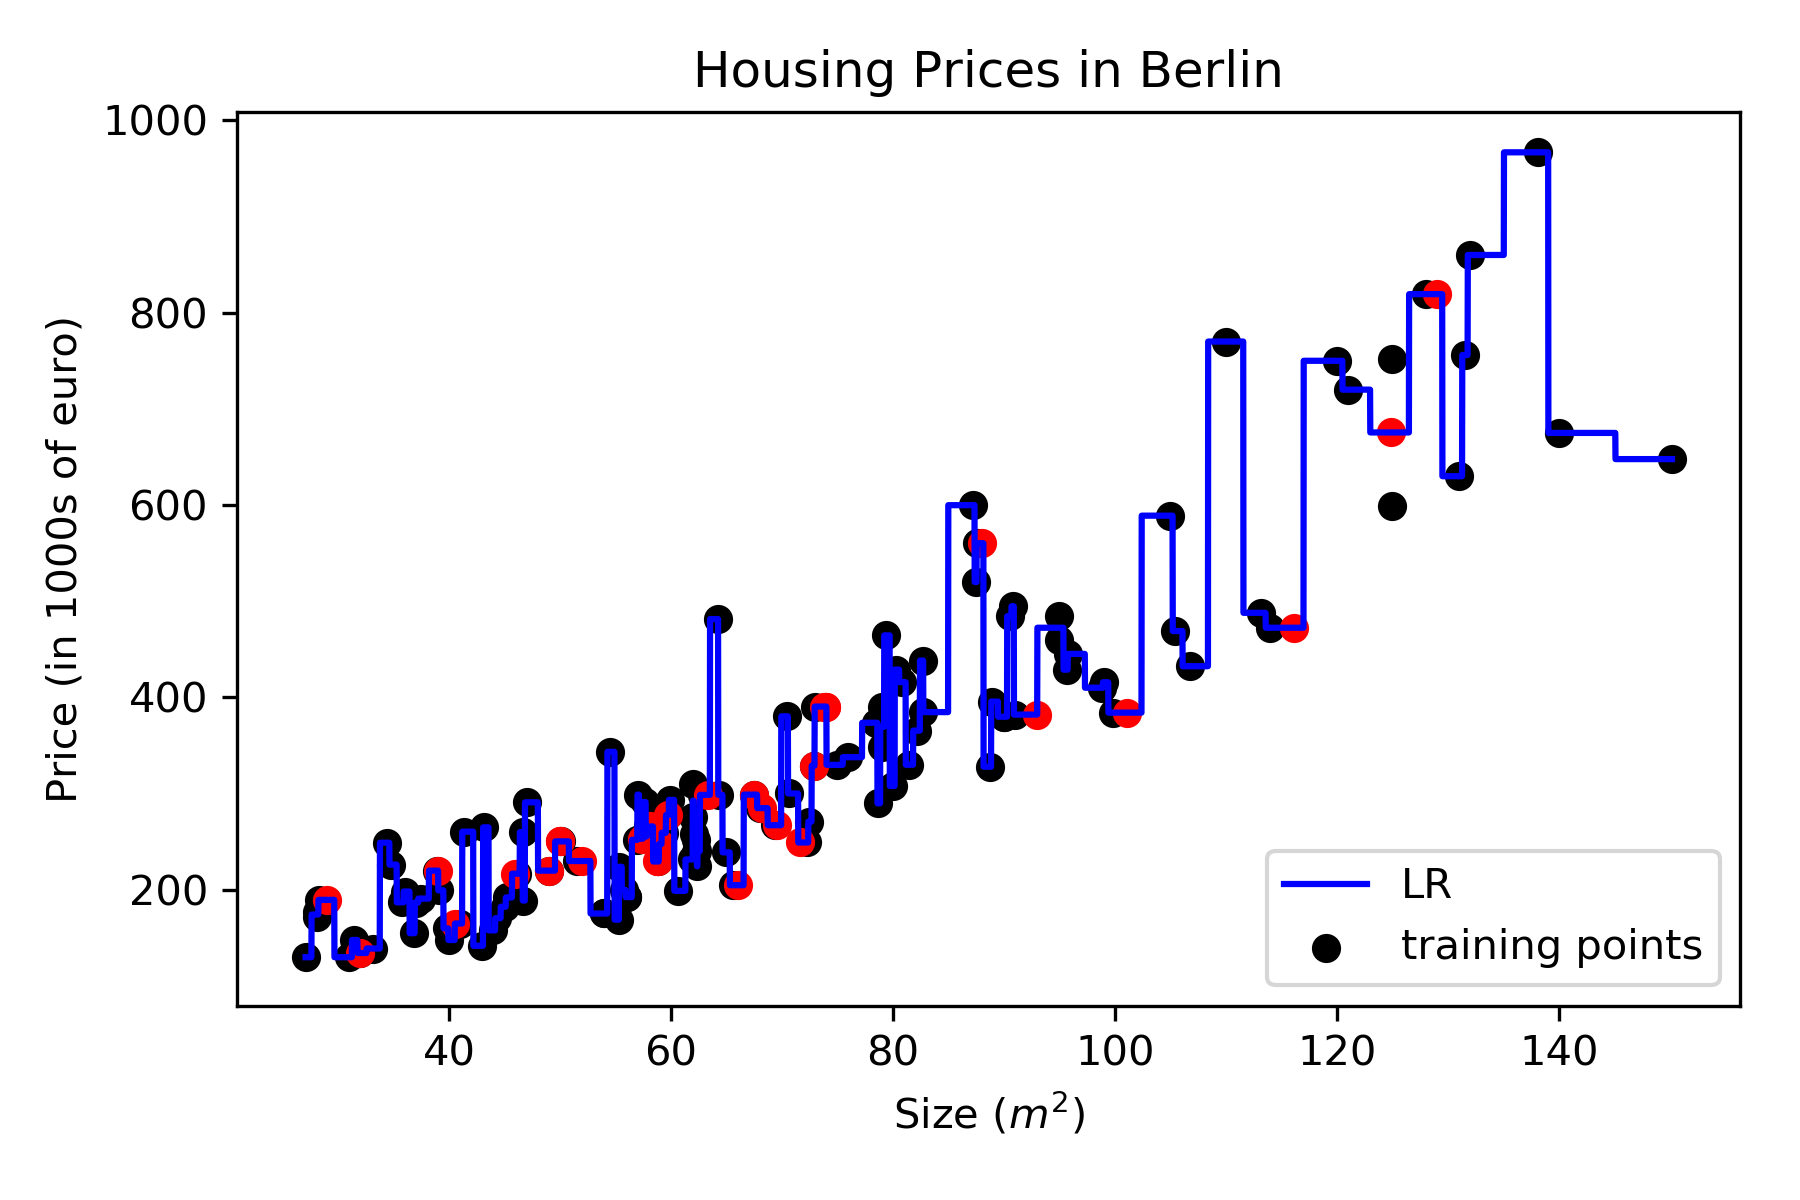 Housing Prices in Berlin
1000
800
600
400
200
Price (in 1000s of euro)
40 60 80 100 120 140
Size (m²)
LR
training points